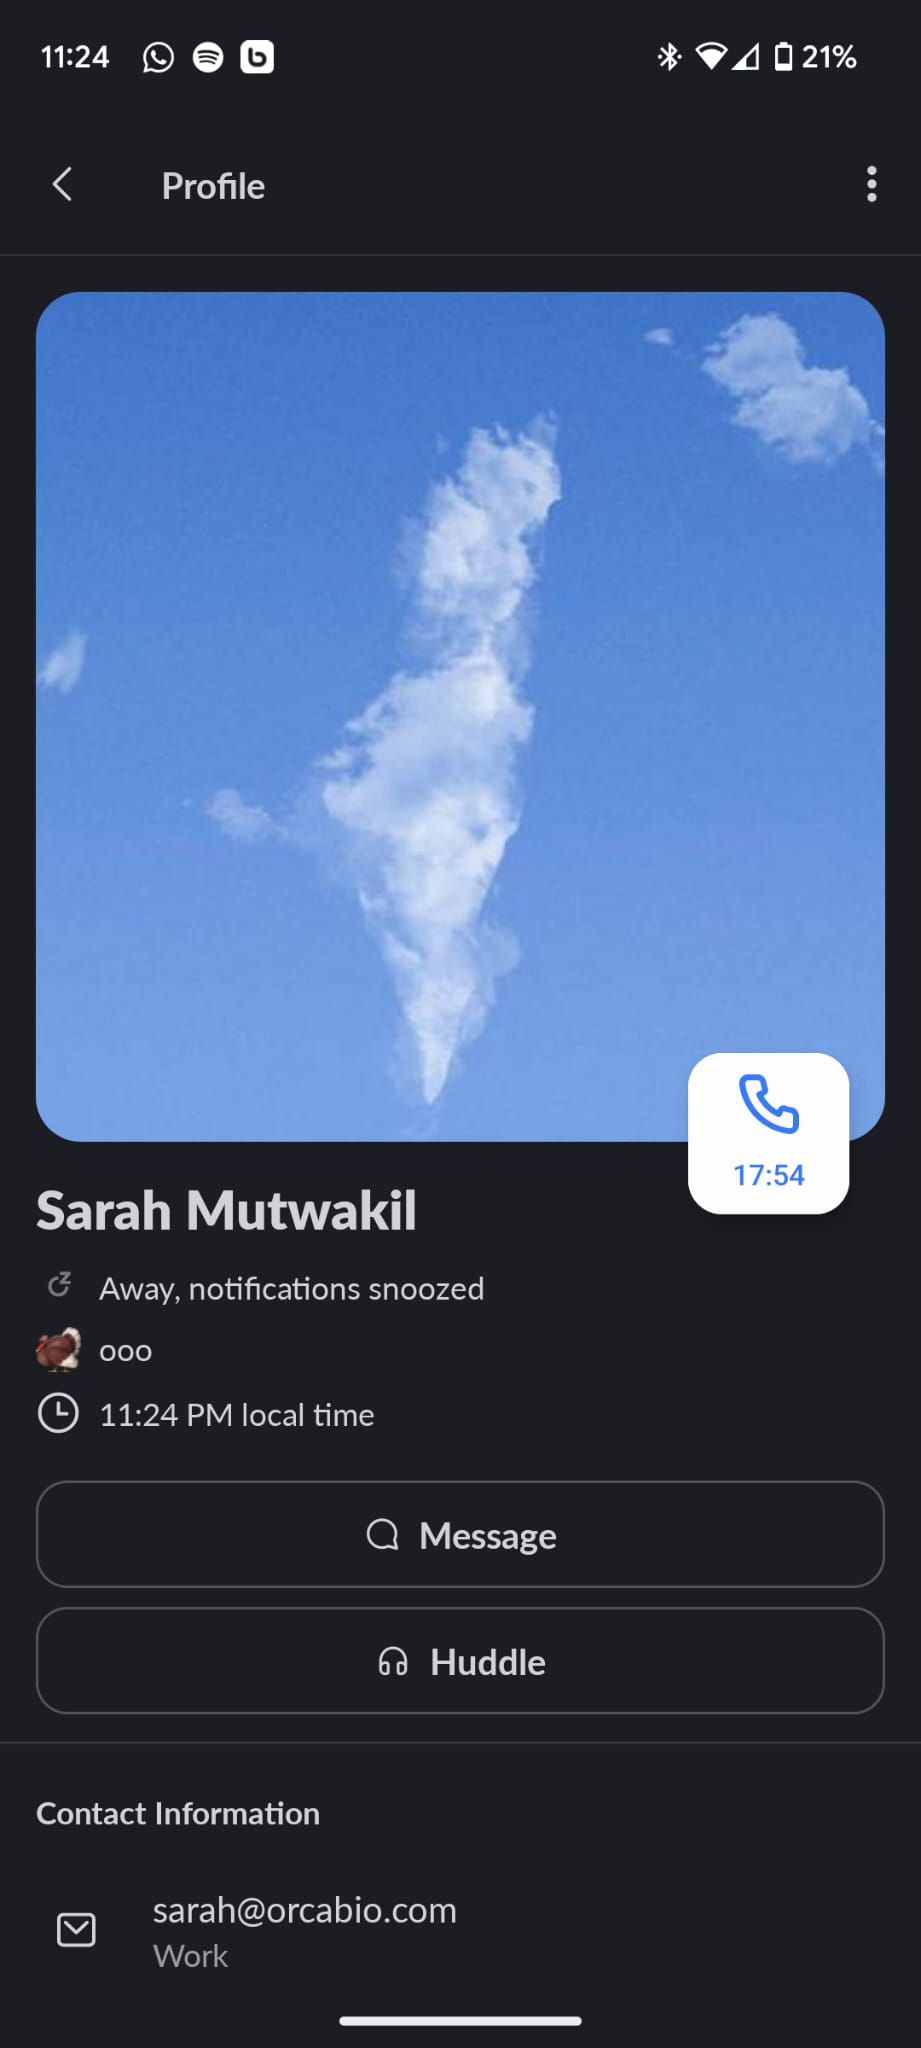 11:24
21%
Profile
17:54
Sarah Mutwakil
Away, notifications snoozed
ooo
11:24 PM local time
Message
Huddle
Contact Information
sarah@orcabio.com
Work